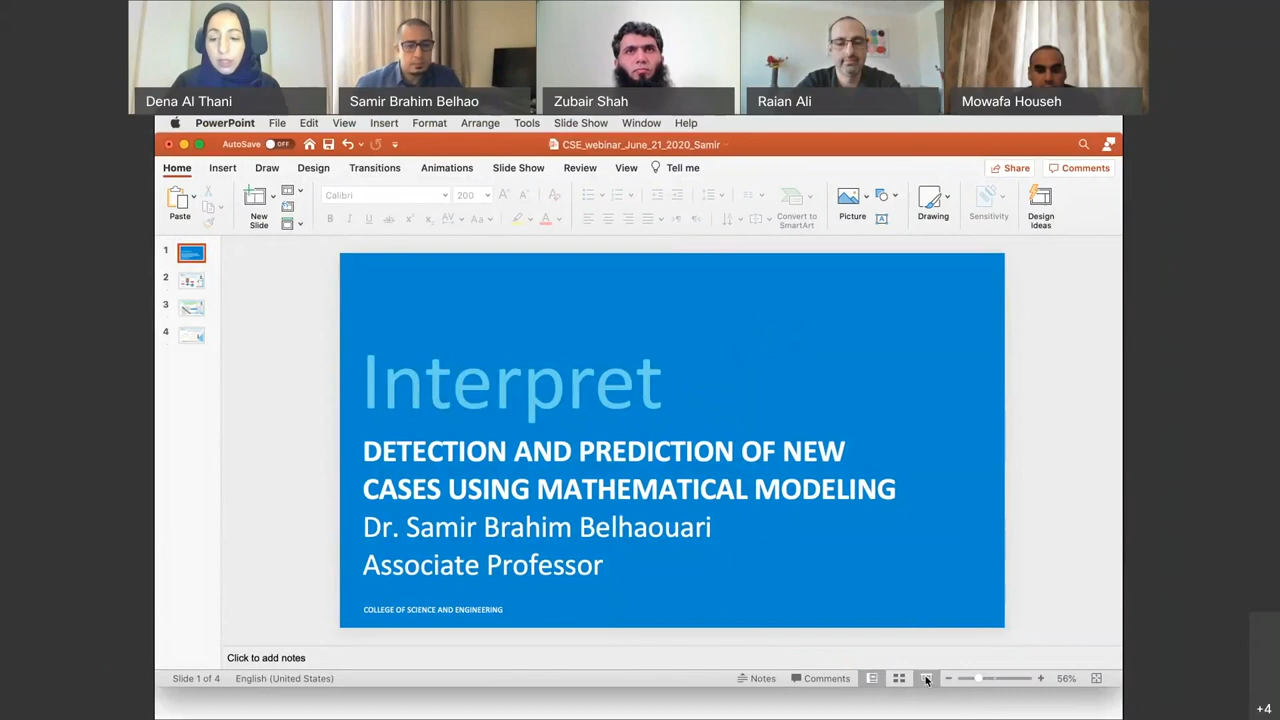 Dena Al Thani
Samir Brahim Belhao
Zubair Shah
Raian Ali
Mowafa Househ
PowerPoint File Edit View Insert Format Arrange Tools Slide Show Window Help
AutoSave OFF
CSE_webinar_June_21_2020_Samir
Home Insert Draw Design Transitions Animations Slide Show Review View Tell me
Share Comments
Paste
New
Slide
Calibri
200
Convert to
SmartArt
Picture
Drawing
Sensitivity
Design
Ideas
1
2
3
4
Interpret
DETECTION AND PREDICTION OF NEW
CASES USING MATHEMATICAL MODELING
Dr. Samir Brahim Belhaouari
Associate Professor
COLLEGE OF SCIENCE AND ENGINEERING
Click to add notes
Slide 1 of 4 English (United States) Notes Comments 56%
+4